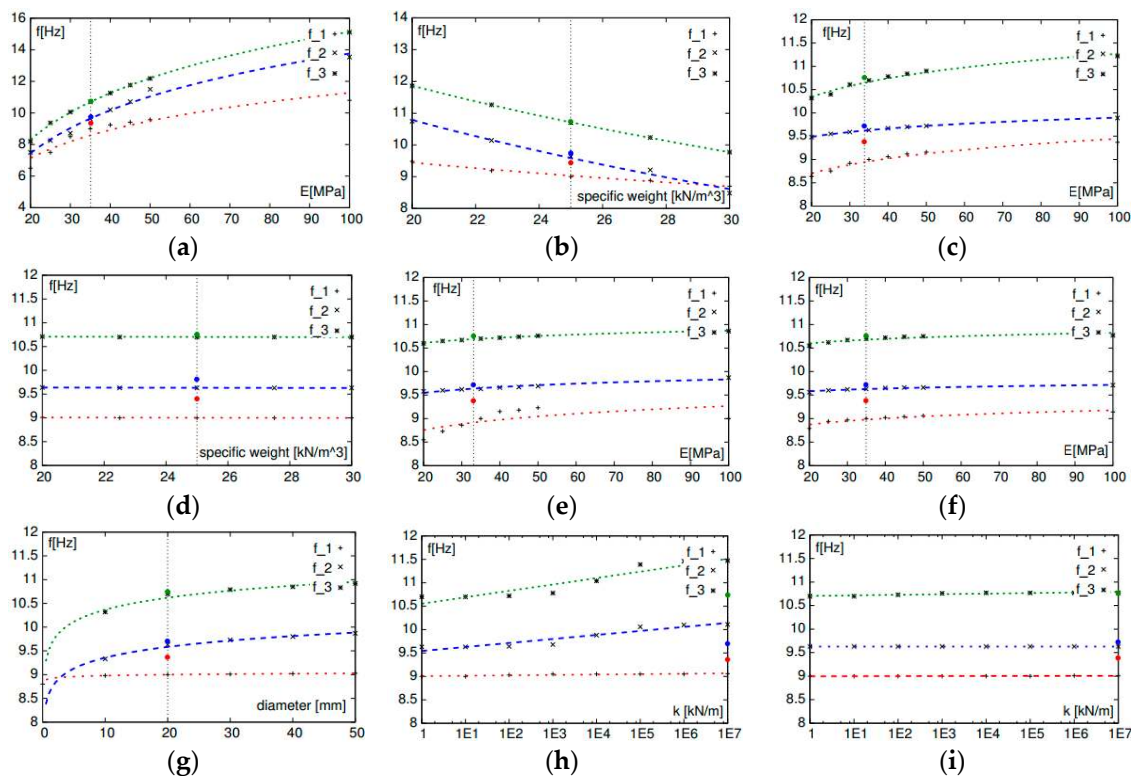 16
14
12
10
8
6
4
f[Hz]
f_1
f_2
f_3
E[MPa]
20 30 40 50 60 70 80 90 100
(a)
14
13
12
11
10
9
8
f[Hz]
f_1
f_2
f_3
specific weight [kN/m^3]
20 22 24 26 28 30
(b)
12
11.5
11
10.5
10
9.5
9
8.5
8
f[Hz]
f_1
f_2
f_3
E[MPa]
20 30 40 50 60 70 80 90 100
(c)
12
11.5
11
10.5
10
9.5
9
8.5
8
f[Hz]
f_1
f_2
f_3
specific weight [kN/m^3]
20 22 24 26 28 30
(d)
12
11.5
11
10.5
10
9.5
9
8.5
8
f[Hz]
f_1
f_2
f_3
E[MPa]
20 30 40 50 60 70 80 90 100
(e)
12
11.5
11
10.5
10
9.5
9
8.5
8
f[Hz]
f_1
f_2
f_3
E[MPa]
20 30 40 50 60 70 80 90 100
(f)
12
11.5
11
10.5
10
9.5
9
8.5
8
f[Hz]
f_1
f_2
f_3
diameter [mm]
0 10 20 30 40 50
(g)
12
11.5
11
10.5
10
9.5
9
8.5
8
f[Hz]
f_1
f_2
f_3
k [kN/m]
1 1E1 1E2 1E3 1E4 1E5 1E6 1E7
(h)
12
11.5
11
10.5
10
9.5
9
8.5
8
f[Hz]
f_1
f_2
f_3
k [kN/m]
1 1E1 1E2 1E3 1E4 1E5 1E6 1E7
(i)